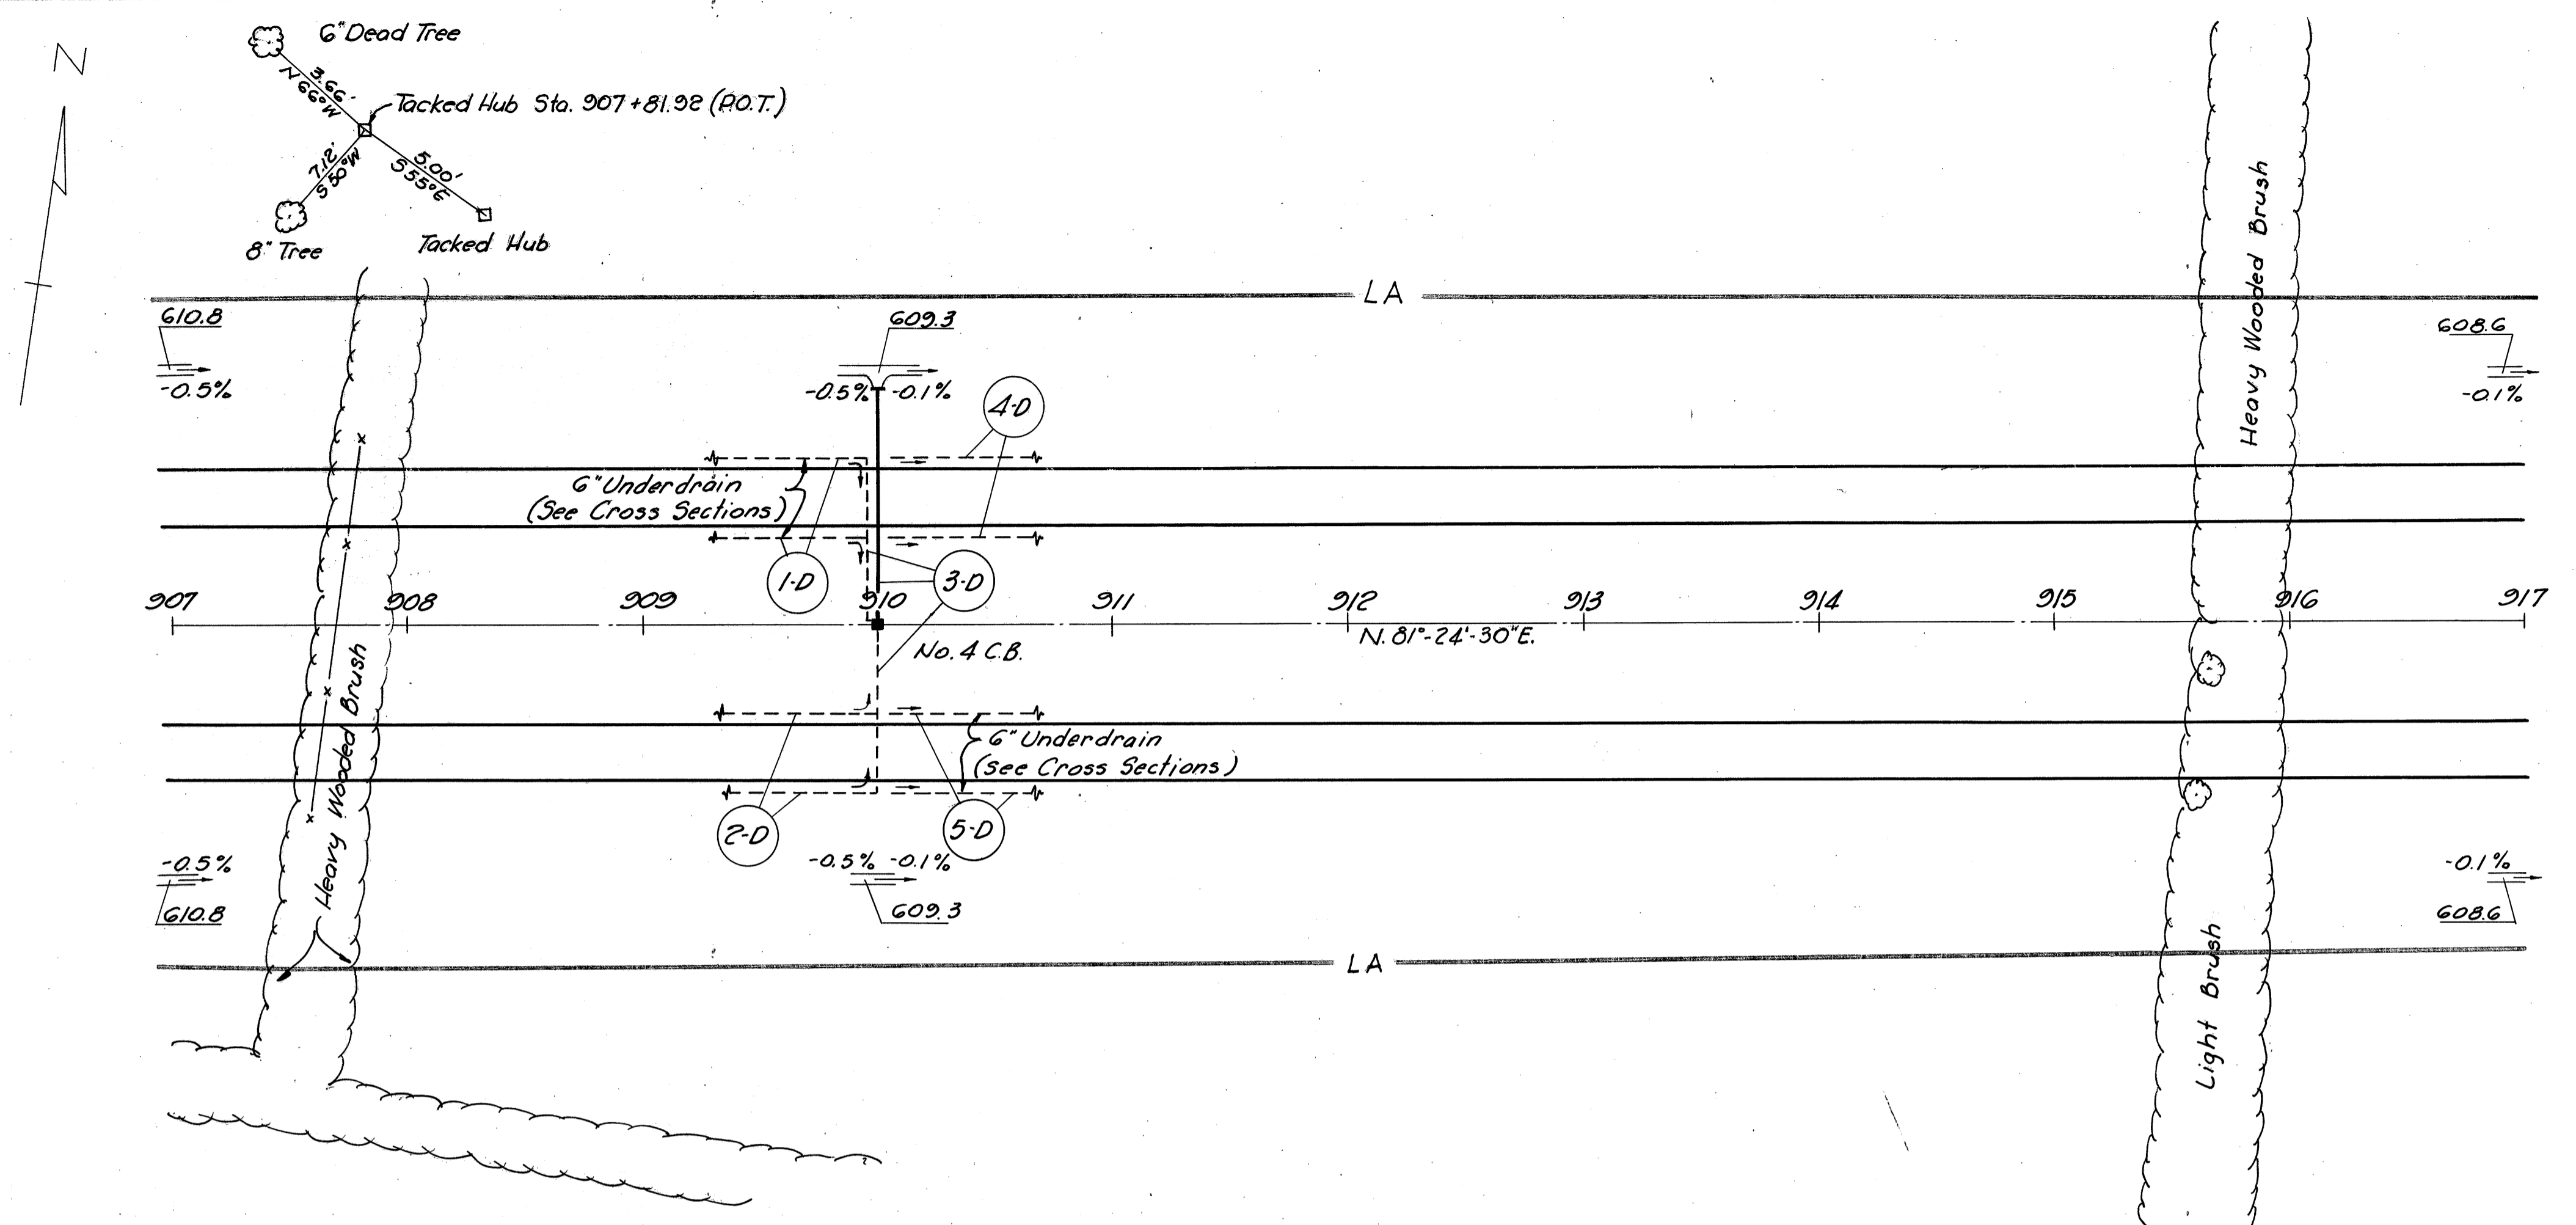 N
6" Dead Tree
3.66'
N 66°W
Tacked Hub Sta. 907+81.92 (P.O.T.)
7.12'
S 50°W
5.00'
S 55°E
8" Tree
Tacked Hub
LA
610.8
-0.5%
609.3
-0.5% -0.1%
608.6
-0.1%
Heavy Wooded Brush
4-D
6" Underdrain
(See Cross Sections)
1-D
3-D
907 908 909 910 911 912 913 914 915 916 917
N. 81°-24'-30"E.
No. 4 C.B.
Heavy Wooded Brush
6" Underdrain
(See Cross Sections)
2-D
5-D
-0.5%
610.8
-0.5% -0.1%
609.3
-0.1%
608.6
LA
Light Brush